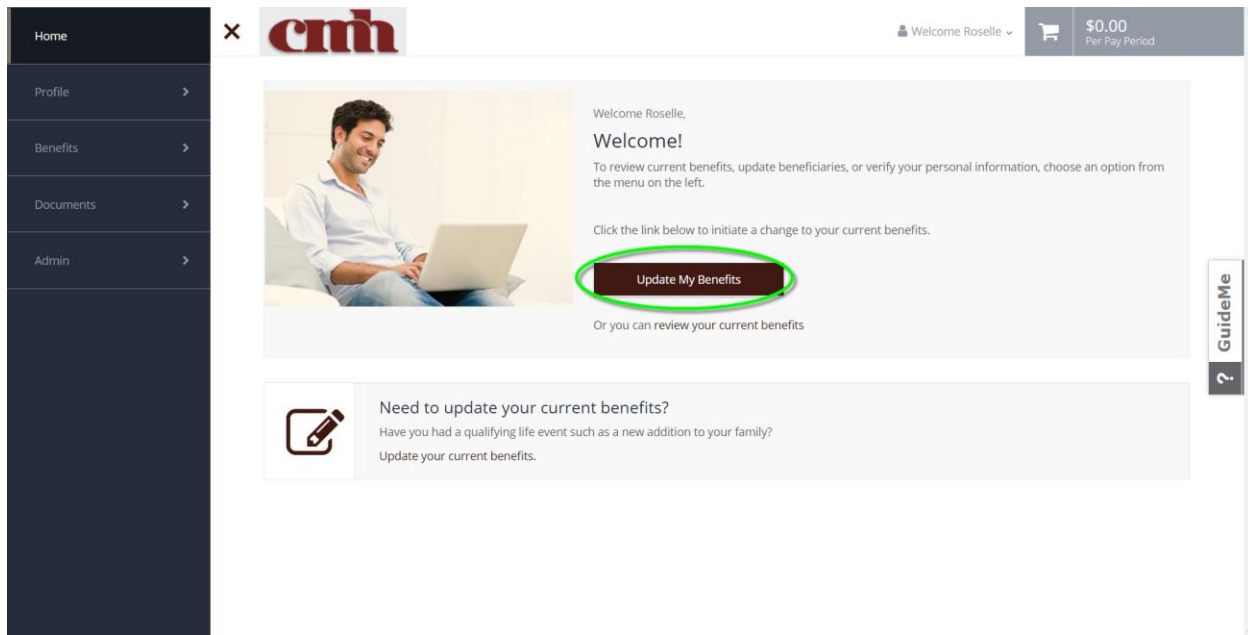 Home
Profile
Benefits
Documents
Admin
cmh
Welcome Roselle
$0.00
Per Pay Period
Welcome Roselle,
Welcome!
To review current benefits, update beneficiaries, or verify your personal information, choose an option from
the menu on the left.
Click the link below to initiate a change to your current benefits.
Update My Benefits
Or you can review your current benefits
Need to update your current benefits?
Have you had a qualifying life event such as a new addition to your family?
Update your current benefits.
? GuideMe